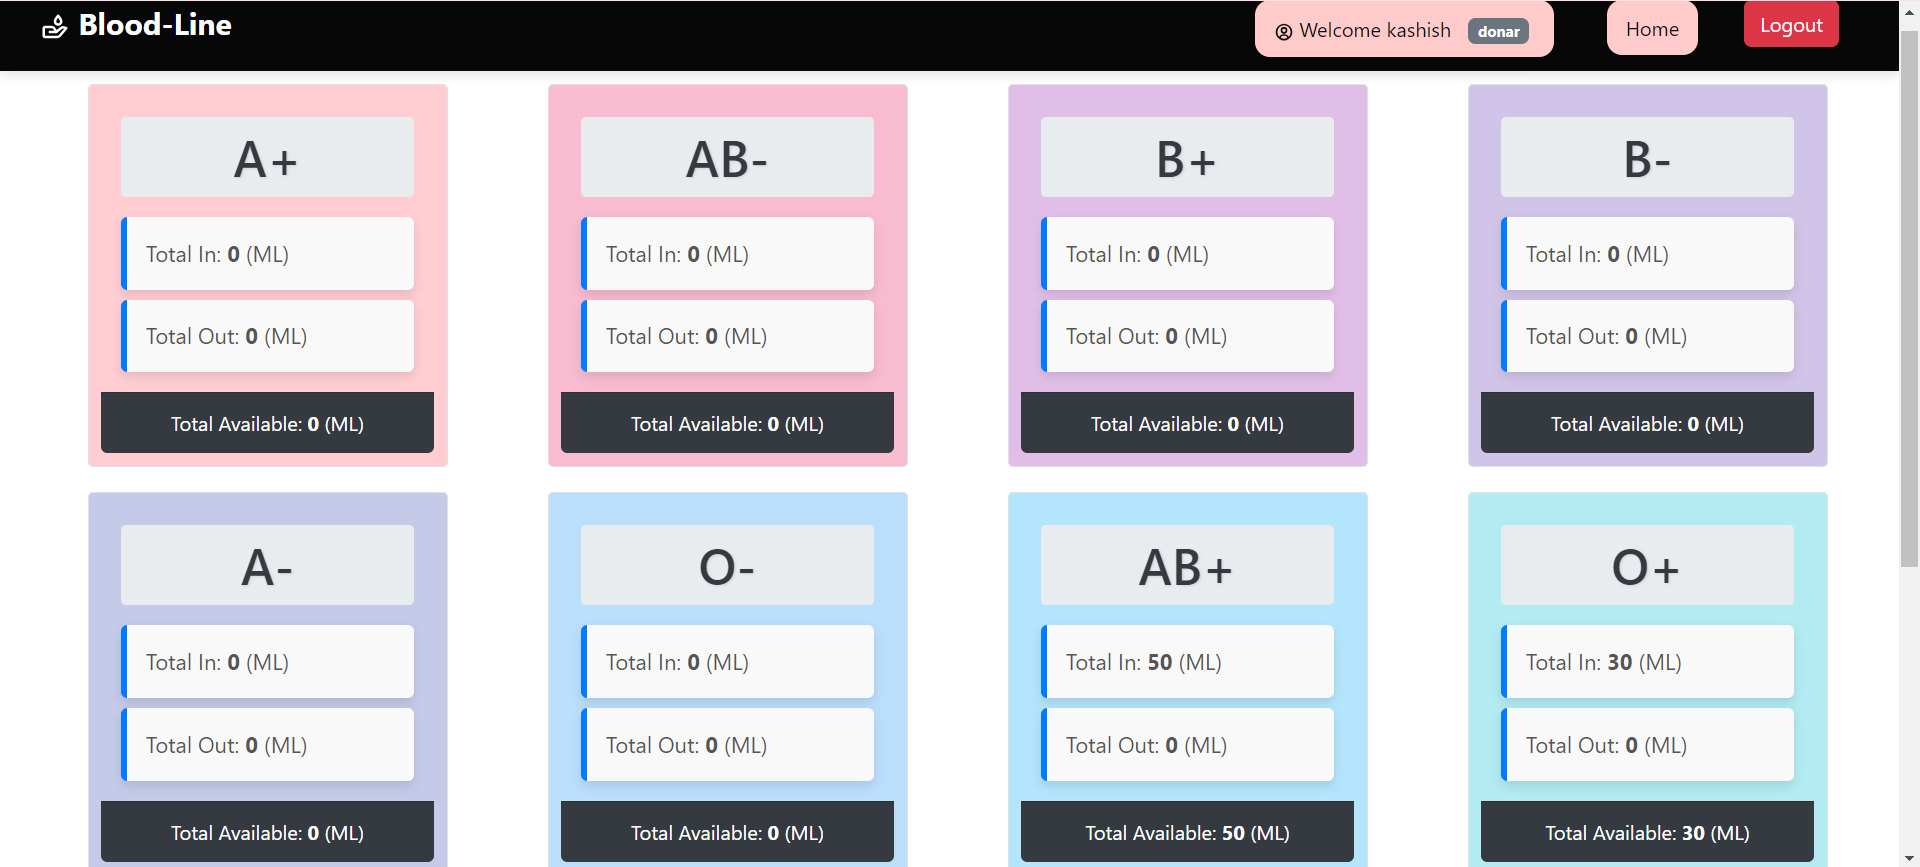 Blood-Line
Welcome kashish donar
Home
Logout
A+
Total In: 0 (ML)
Total Out: 0 (ML)
Total Available: 0 (ML)
AB-
Total In: 0 (ML)
Total Out: 0 (ML)
Total Available: 0 (ML)
B+
Total In: 0 (ML)
Total Out: 0 (ML)
Total Available: 0 (ML)
B-
Total In: 0 (ML)
Total Out: 0 (ML)
Total Available: 0 (ML)
A-
Total In: 0 (ML)
Total Out: 0 (ML)
Total Available: 0 (ML)
O-
Total In: 0 (ML)
Total Out: 0 (ML)
Total Available: 0 (ML)
AB+
Total In: 50 (ML)
Total Out: 0 (ML)
Total Available: 50 (ML)
O+
Total In: 30 (ML)
Total Out: 0 (ML)
Total Available: 30 (ML)